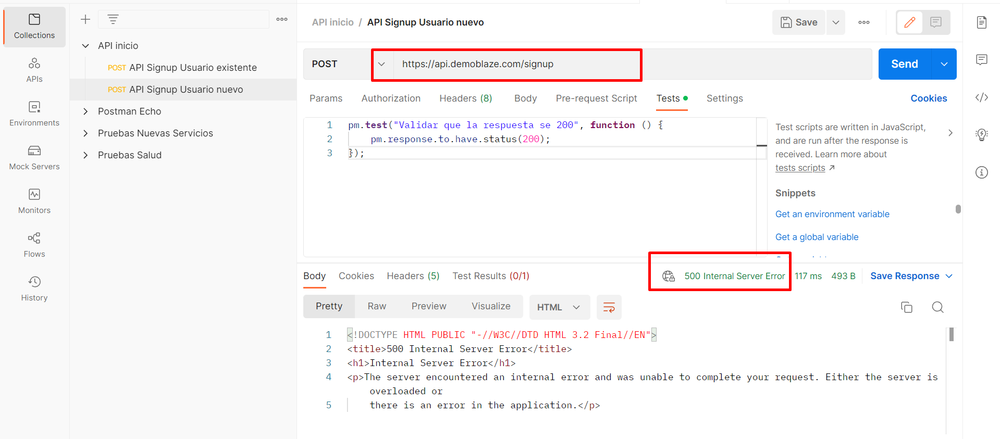 Collections
APIs
Environments
Mock Servers
Monitors
Flows
History
API inicio
POST API Signup Usuario existente
POST API Signup Usuario nuevo
Postman Echo
Pruebas Nuevas Servicios
Pruebas Salud
API inicio / API Signup Usuario nuevo
Save
POST
https://api.demoblaze.com/signup
Send
Params Authorization Headers (8) Body Pre-request Script Tests Settings
Cookies
1 pm.test("Validar que la respuesta se 200", function () {
2 pm.response.to.have.status(200);
3 });
Test scripts are written in JavaScript,
and are run after the response is
received. Learn more about
tests scripts
Snippets
Get an environment variable
Get a global variable
Body Cookies Headers (5) Test Results (0/1)
500 Internal Server Error 117 ms 493 B Save Response
Pretty Raw Preview Visualize HTML
1 <!DOCTYPE HTML PUBLIC "-//W3C//DTD HTML 3.2 Final//EN">
2 <title>500 Internal Server Error</title>
3 <h1>Internal Server Error</h1>
4 <p>The server encountered an internal error and was unable to complete your request. Either the server is
overloaded or
5 there is an error in the application.</p>